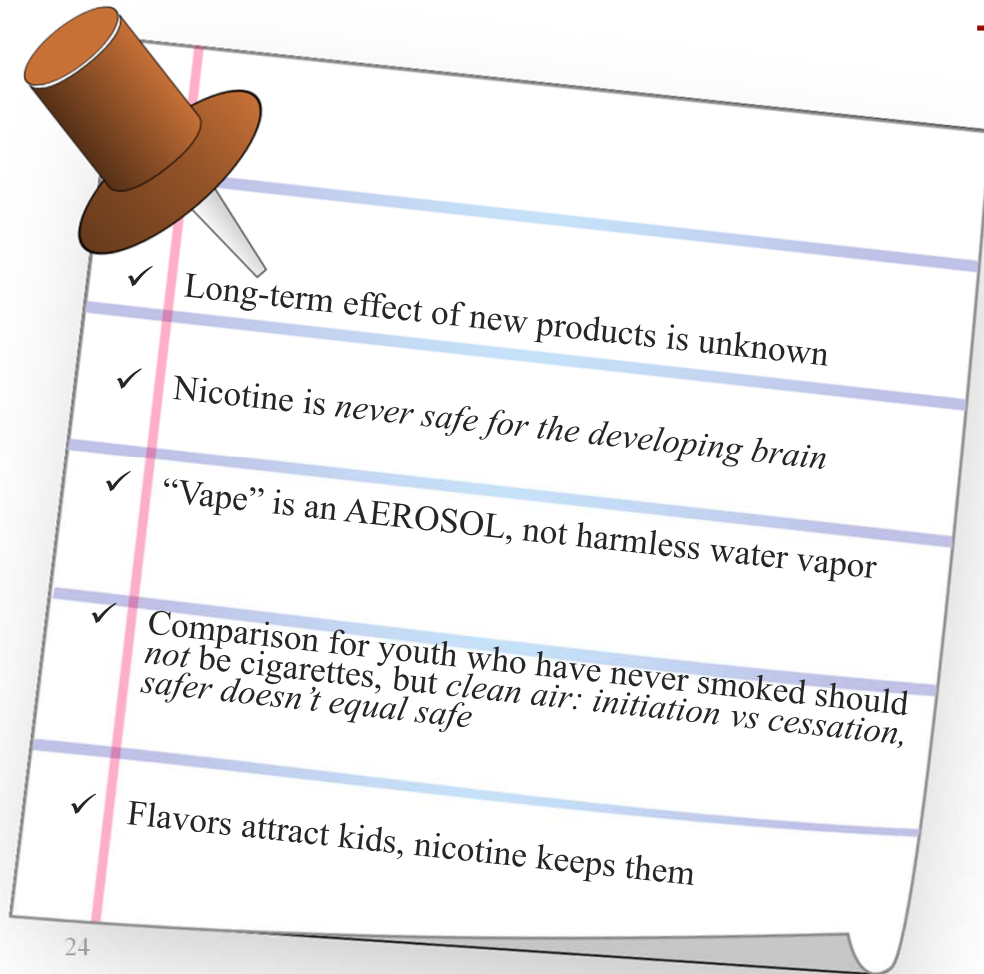 ✓ Long-term effect of new products is unknown
✓ Nicotine is never safe for the developing brain
✓ “Vape” is an AEROSOL, not harmless water vapor
✓ Comparison for youth who have never smoked should
not be cigarettes, but clean air: initiation vs cessation,
safer doesn’t equal safe
✓ Flavors attract kids, nicotine keeps them
24